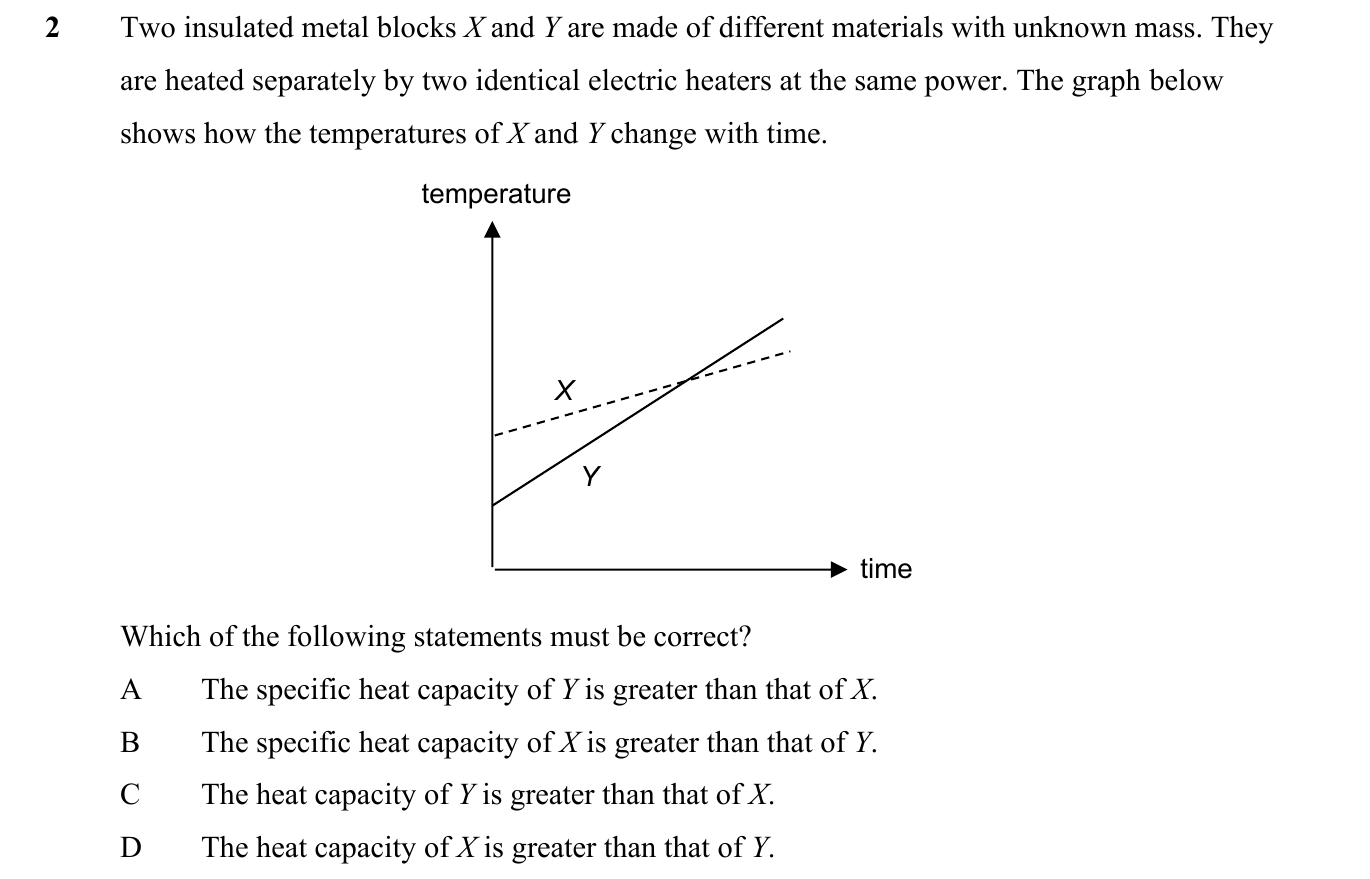 2 Two insulated metal blocks X and Y are made of different materials with unknown mass. They
are heated separately by two identical electric heaters at the same power. The graph below
shows how the temperatures of X and Y change with time.
temperature
X
Y
time
Which of the following statements must be correct?
A The specific heat capacity of Y is greater than that of X.
B The specific heat capacity of X is greater than that of Y.
C The heat capacity of Y is greater than that of X.
D The heat capacity of X is greater than that of Y.